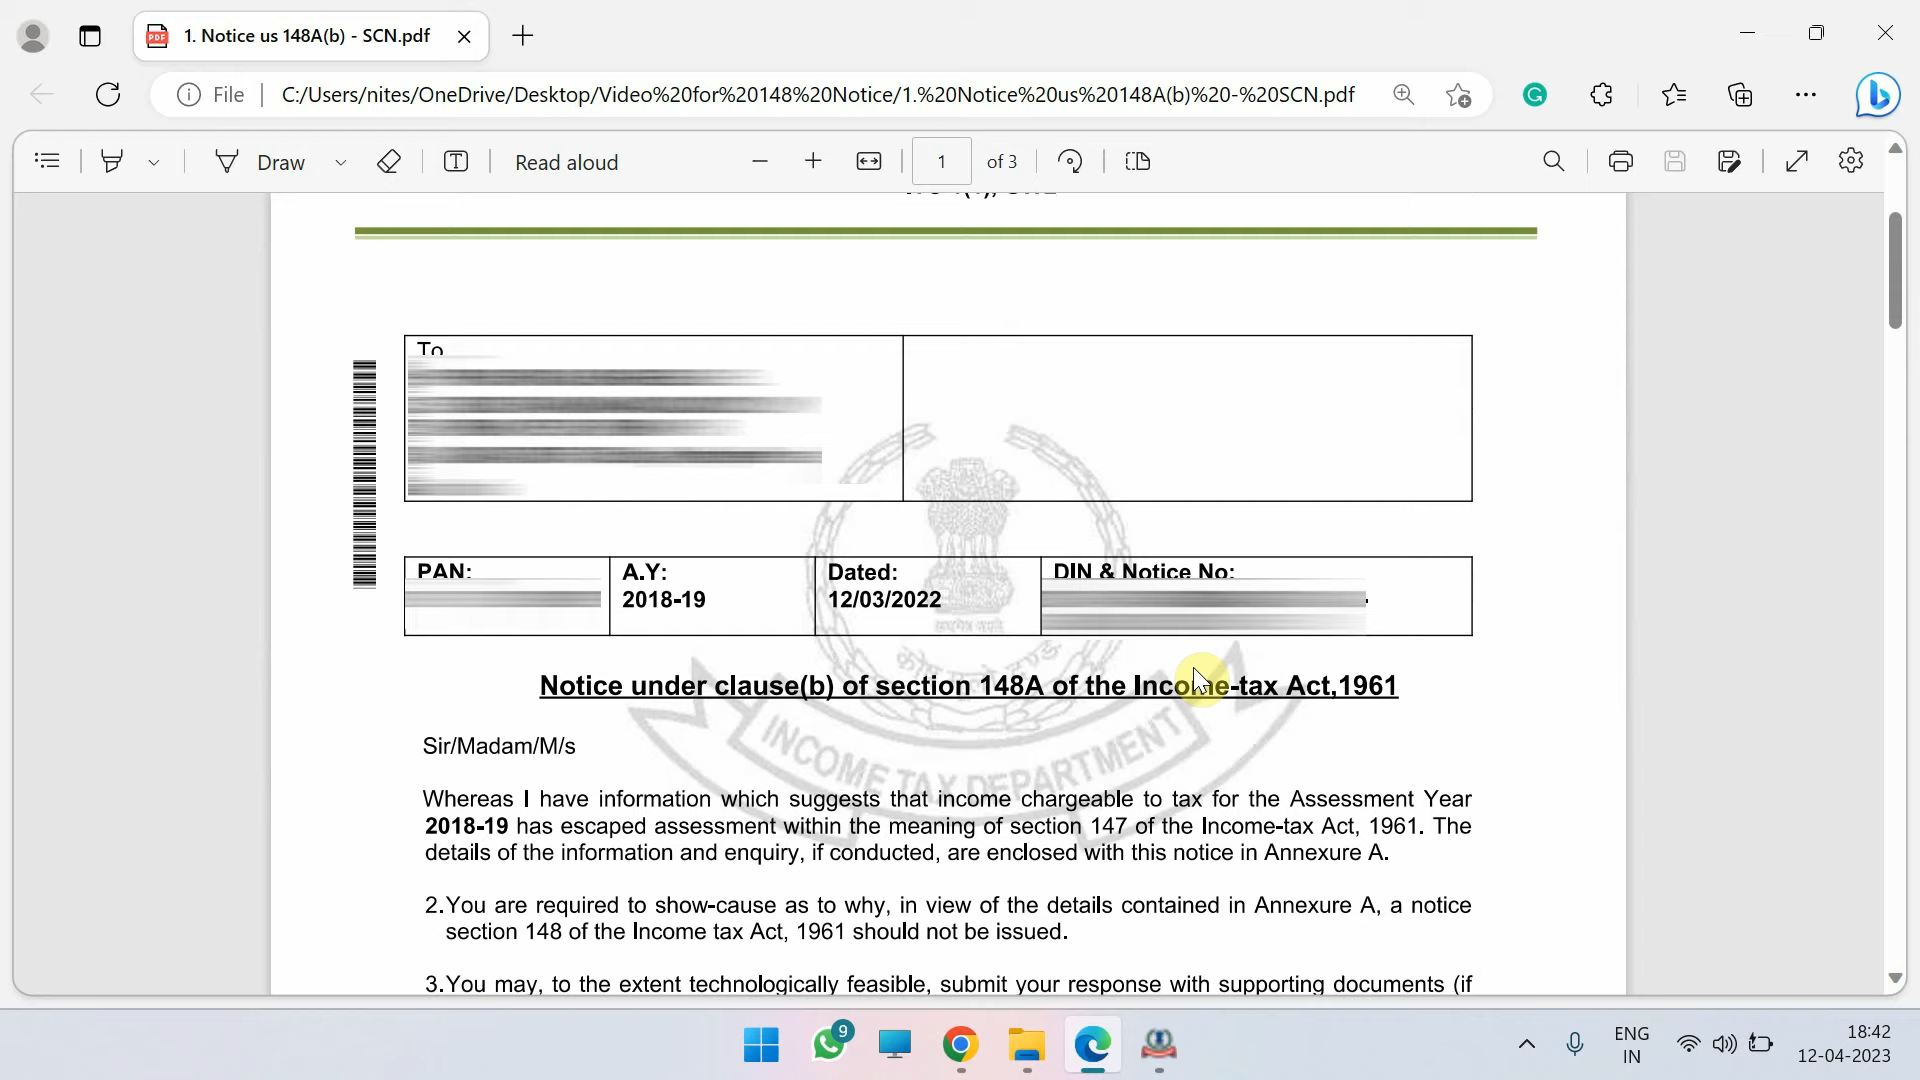 1. Notice us 148A(b) - SCN.pdf
File
C:/Users/nites/OneDrive/Desktop/Video%20for%20148%20Notice/1.%20Notice%20us%20148A(b)%20-%20SCN.pdf
Draw
Read aloud
1 of 3
To
PAN:
A.Y:
2018-19
Dated:
12/03/2022
DIN & Notice No:
सत्यमेव जयते
Notice under clause(b) of section 148A of the Income-tax Act,1961
INCOME TAX DEPARTMENT
Sir/Madam/M/s
Whereas I have information which suggests that income chargeable to tax for the Assessment Year
2018-19 has escaped assessment within the meaning of section 147 of the Income-tax Act, 1961. The
details of the information and enquiry, if conducted, are enclosed with this notice in Annexure A.
2.You are required to show-cause as to why, in view of the details contained in Annexure A, a notice
section 148 of the Income tax Act, 1961 should not be issued.
3.You may, to the extent technologically feasible, submit your response with supporting documents (if
9
ENG
IN
18:42
12-04-2023